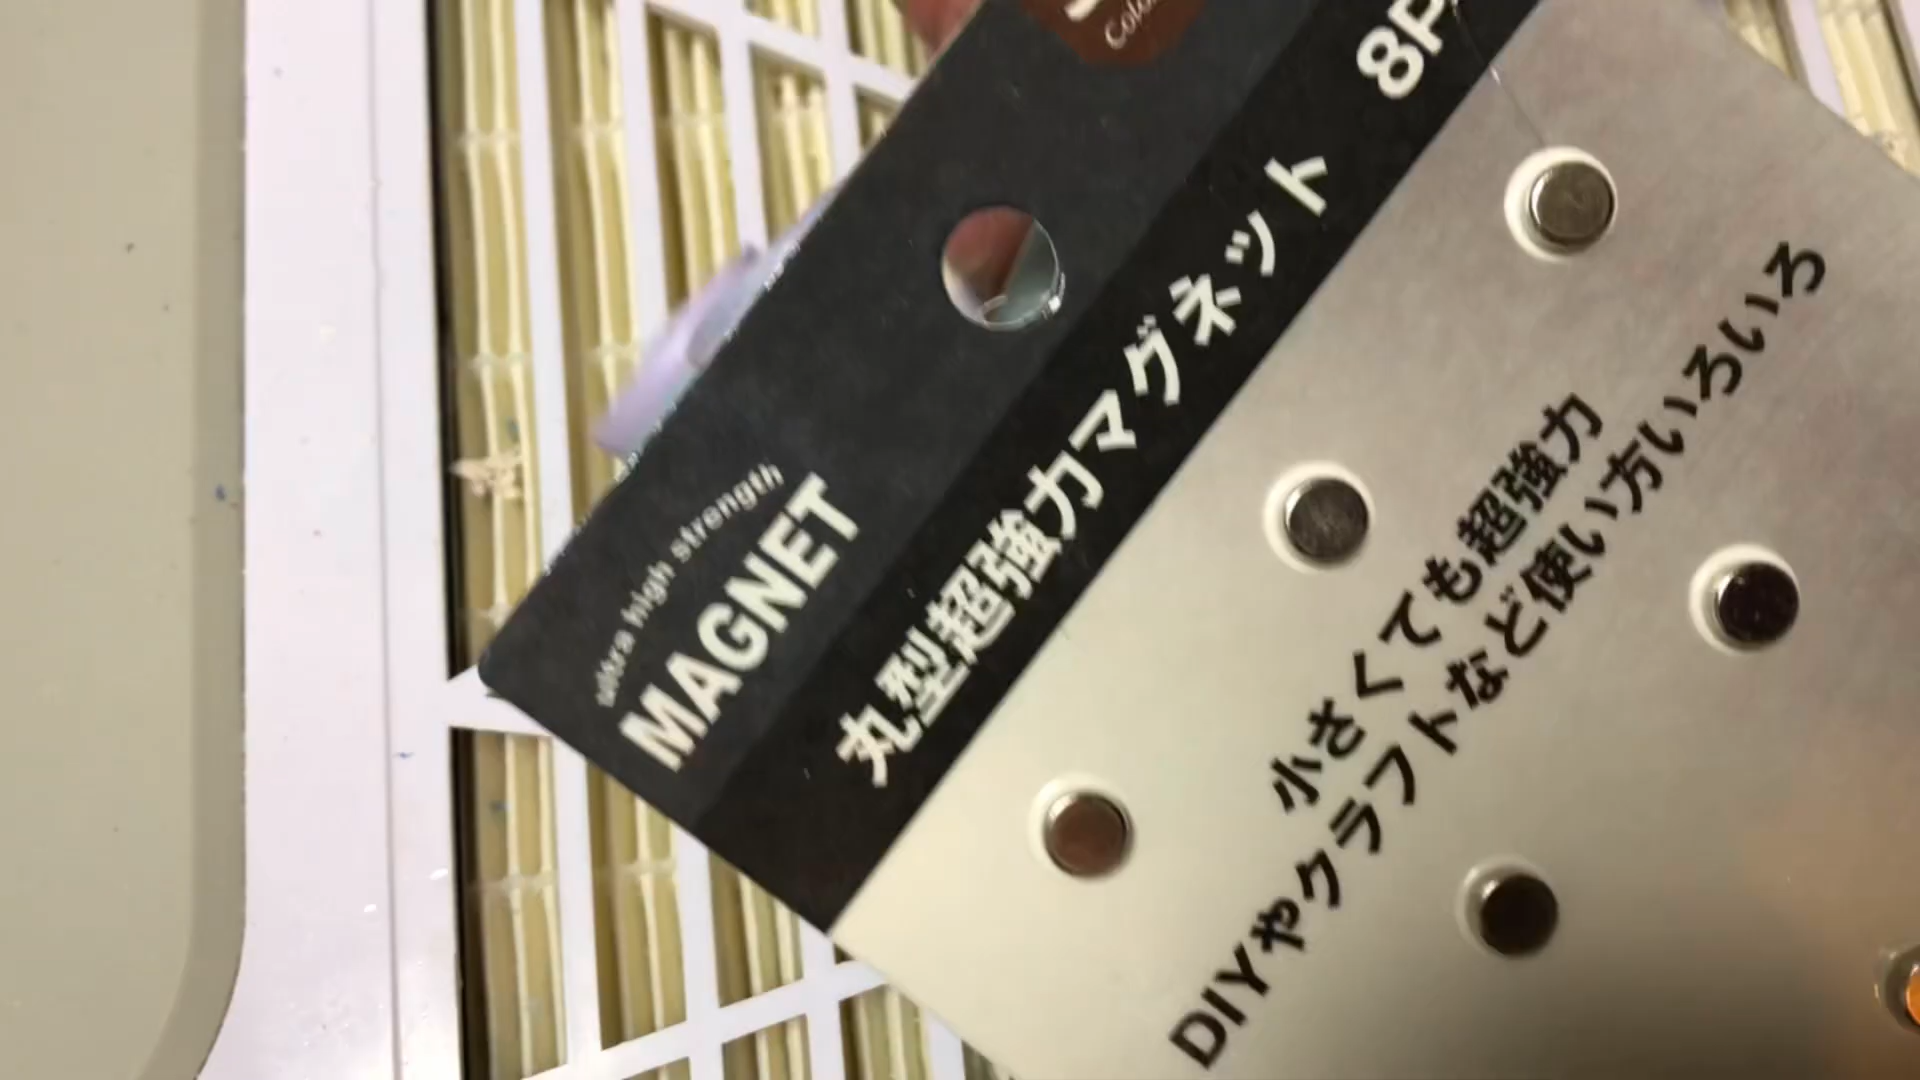 ultra high strength
MAGNET
丸型超強力マグネット 8P
小さくても超強力
DIYやクラフトなど使い方いろいろ